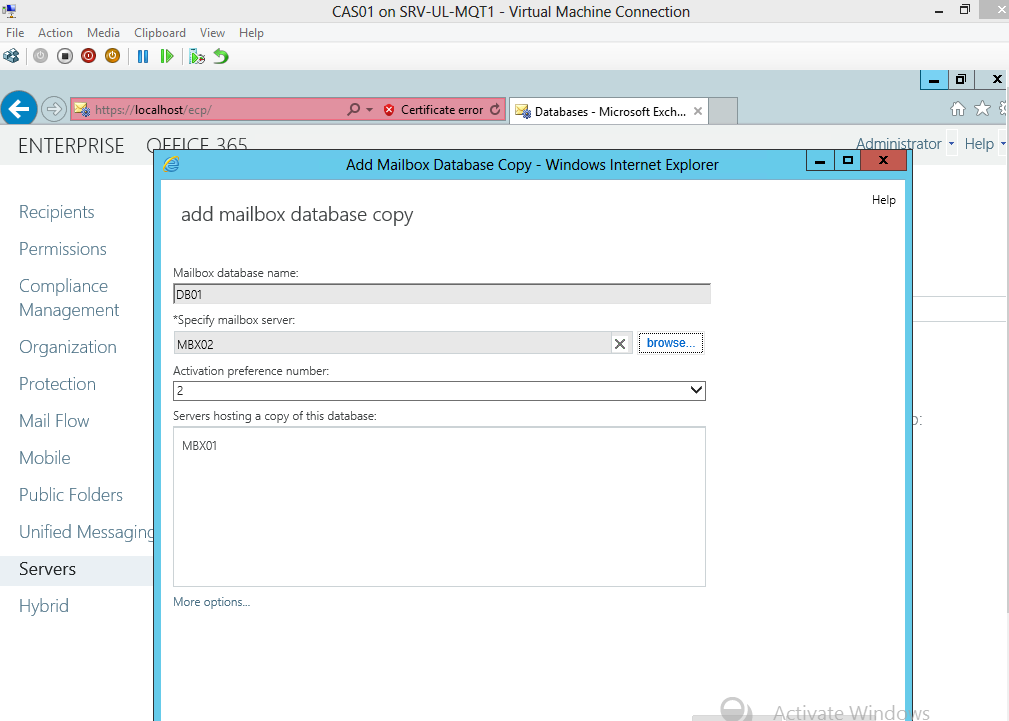 CAS01 on SRV-UL-MQT1 - Virtual Machine Connection
File Action Media Clipboard View Help
https://localhost/ecp/ Certificate error Databases - Microsoft Exch...
ENTERPRISE OFFICE 365 Administrator Help
Add Mailbox Database Copy - Windows Internet Explorer
Help
add mailbox database copy
Recipients
Permissions
Compliance
Management
Organization
Protection
Mail Flow
Mobile
Public Folders
Unified Messaging
Servers
Hybrid
Mailbox database name:
DB01
*Specify mailbox server:
MBX02 browse...
Activation preference number:
2
Servers hosting a copy of this database:
MBX01
More options...
Activate Windows